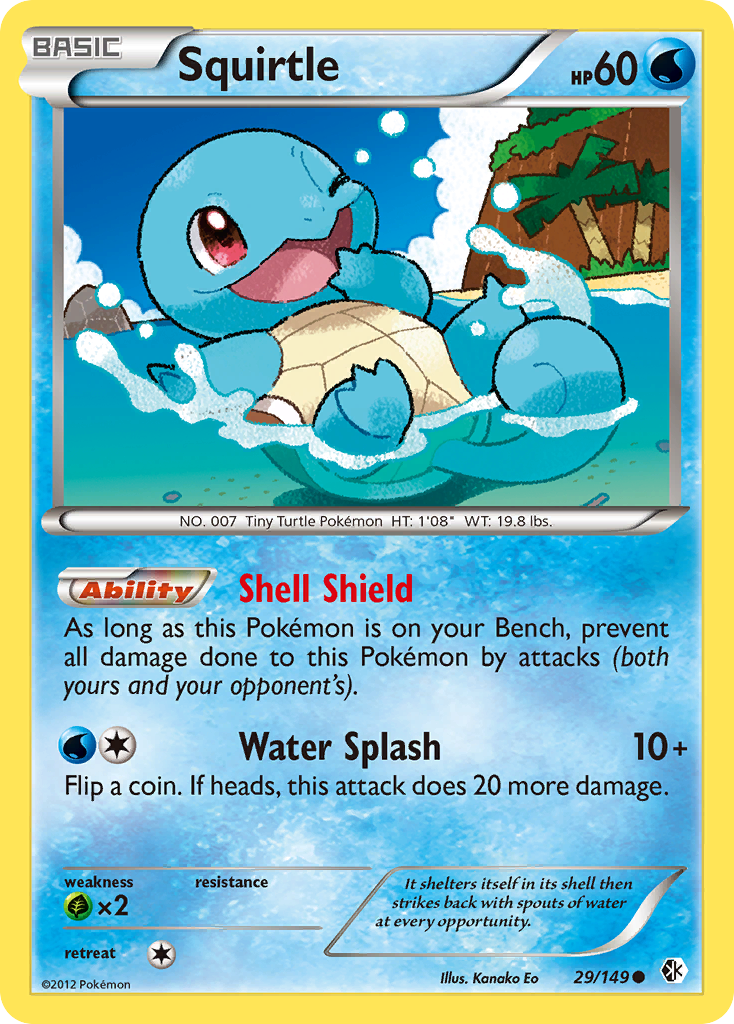 BASIC
Squirtle
HP60
NO. 007 Tiny Turtle Pokémon HT: 1'08" WT: 19.8 lbs.
Ability Shell Shield
As long as this Pokémon is on your Bench, prevent
all damage done to this Pokémon by attacks (both
yours and your opponent's).
Water Splash 10+
Flip a coin. If heads, this attack does 20 more damage.
weakness resistance
×2
retreat
It shelters itself in its shell then
strikes back with spouts of water
at every opportunity.
©2012 Pokémon
Illus. Kanako Eo 29/149